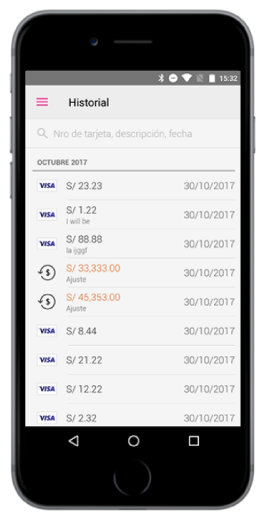 15:32
Historial
Nro de tarjeta, descripción, fecha
OCTUBRE 2017
VISA S/ 23.23 30/10/2017
VISA S/ 1.22 30/10/2017
I will be
VISA S/ 88.88 30/10/2017
la ijggf
$ S/ 33,333.00 30/10/2017
Ajuste
$ S/ 45,353.00 30/10/2017
Ajuste
VISA S/ 8.44 30/10/2017
VISA S/ 21.22 30/10/2017
VISA S/ 12.22 30/10/2017
VISA S/ 2.32 30/10/2017